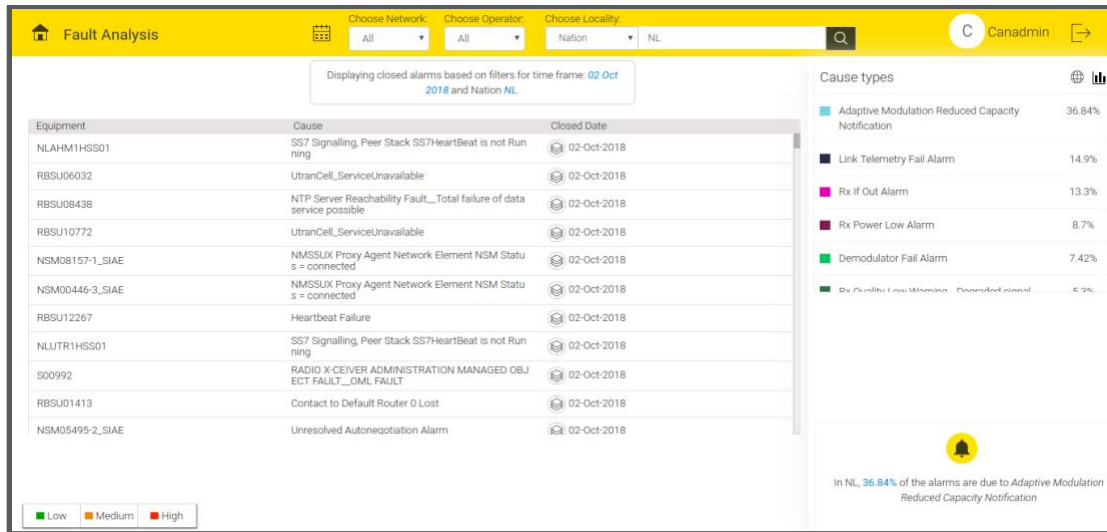 Fault Analysis
Choose Network:
All
Choose Operator:
All
Choose Locality:
Nation
NL
C
Canadmin
Displaying closed alarms based on filters for time frame: 02 Oct
2018 and Nation NL.
Equipment Cause Closed Date
NLAHM1HSS01 SS7 Signalling, Peer Stack SS7HeartBeat is not Run
ning 02-Oct-2018
RBSU06032 UtranCell_ServiceUnavailable 02-Oct-2018
RBSU08438 NTP Server Reachability Fault__Total failure of data
service possible 02-Oct-2018
RBSU10772 UtranCell_ServiceUnavailable 02-Oct-2018
NSM08157-1_SIAE NMS5UX Proxy Agent Network Element NSM Statu
s = connected 02-Oct-2018
NSM00446-3_SIAE NMS5UX Proxy Agent Network Element NSM Statu
s = connected 02-Oct-2018
RBSU12267 Heartbeat Failure 02-Oct-2018
NLUTR1HSS01 SS7 Signalling, Peer Stack SS7HeartBeat is not Run
ning 02-Oct-2018
S00992 RADIO X-CEIVER ADMINISTRATION MANAGED OBJ
ECT FAULT__OML FAULT 02-Oct-2018
RBSU01413 Contact to Default Router 0 Lost 02-Oct-2018
NSM05495-2_SIAE Unresolved Autonegotiation Alarm 02-Oct-2018
Low Medium High
Cause types
Adaptive Modulation Reduced Capacity 36.84%
Notification
Link Telemetry Fail Alarm 14.9%
Rx If Out Alarm 13.3%
Rx Power Low Alarm 8.7%
Demodulator Fail Alarm 7.42%
Rx Quality Low Warning - Degraded signal 5.3%
In NL, 36.84% of the alarms are due to Adaptive Modulation
Reduced Capacity Notification